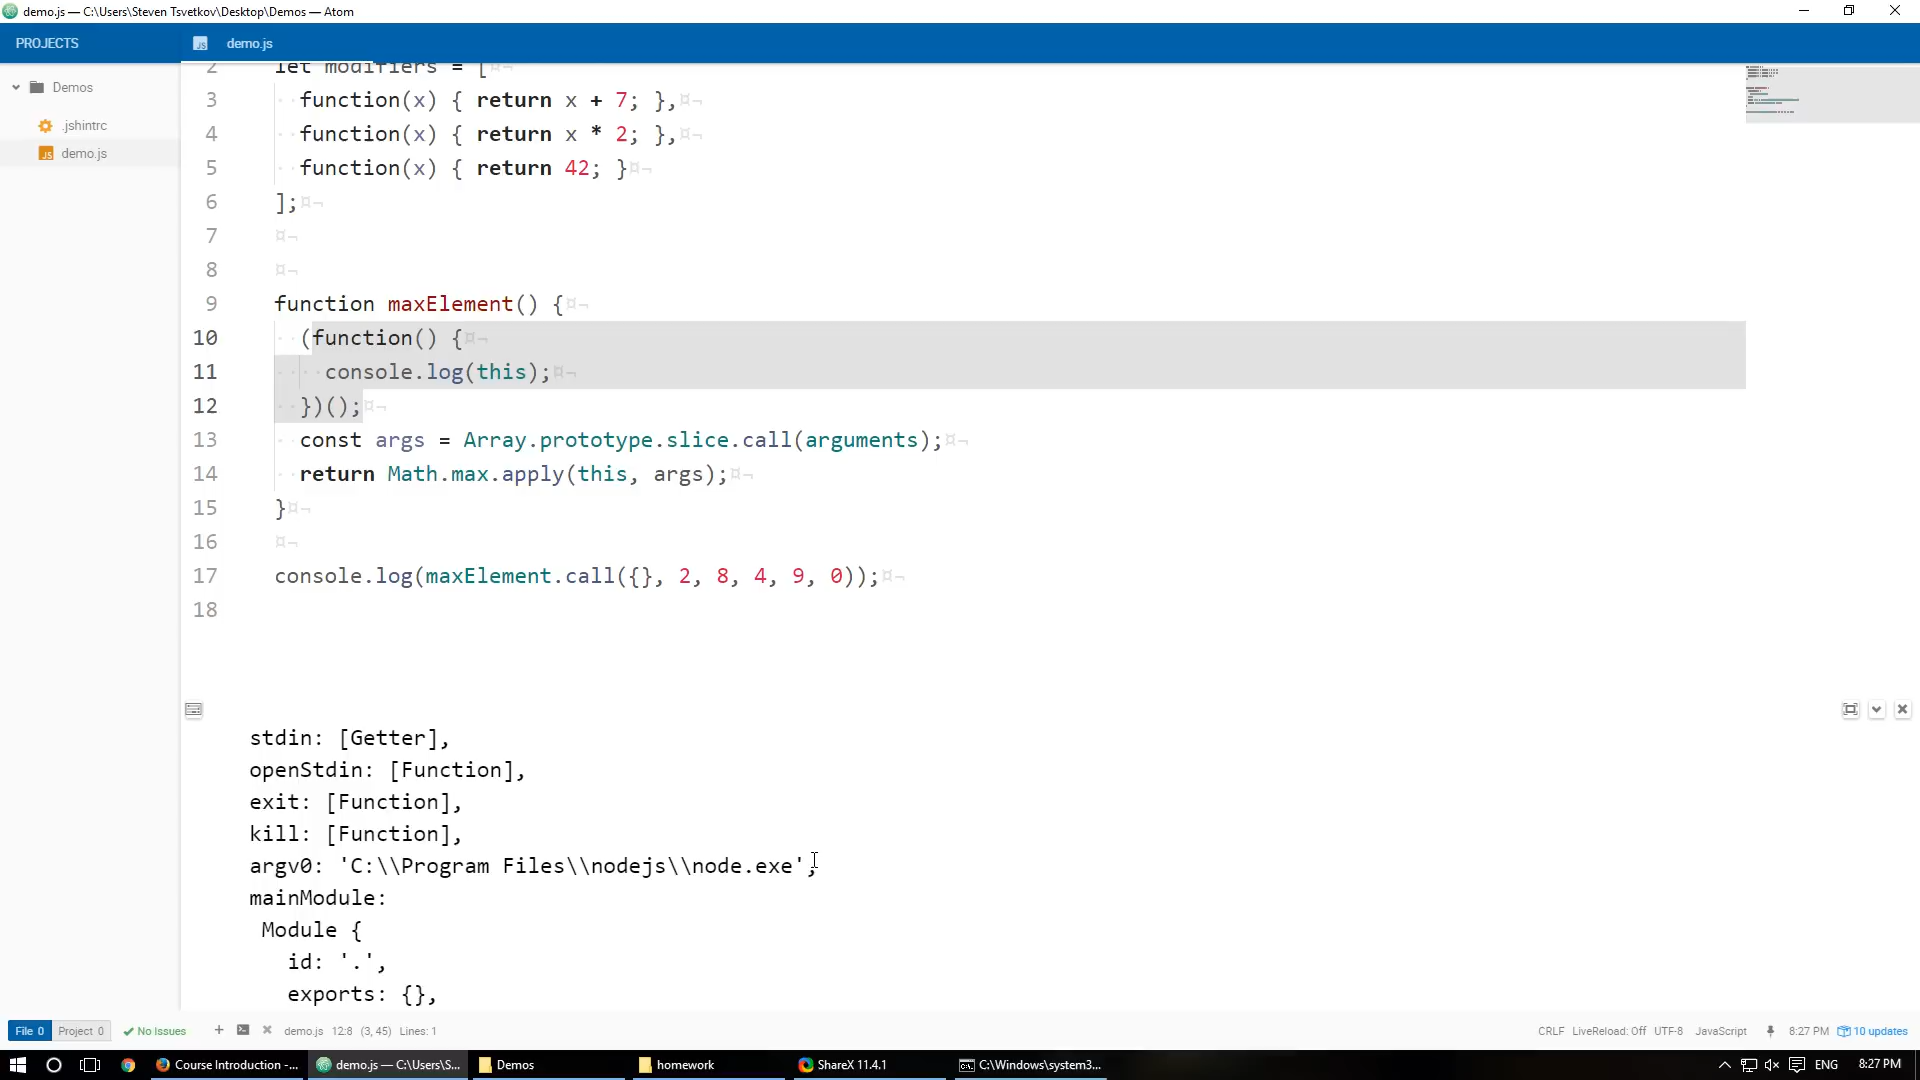 demo.js — C:\Users\Steven Tsvetkov\Desktop\Demos — Atom
PROJECTS
demo.js
Demos
.jshintrc
demo.js
2 let modifiers = [
3 function(x) { return x + 7; },
4 function(x) { return x * 2; },
5 function(x) { return 42; }
6 ];
7
8
9 function maxElement() {
10 (function() {
11 console.log(this);
12 })();
13 const args = Array.prototype.slice.call(arguments);
14 return Math.max.apply(this, args);
15 }
16
17 console.log(maxElement.call({}, 2, 8, 4, 9, 0));
18
stdin: [Getter],
openStdin: [Function],
exit: [Function],
kill: [Function],
argv0: 'C:\\Program Files\\nodejs\\node.exe',
mainModule:
Module {
id: '.',
exports: {},
File 0 Project 0 No Issues demo.js 12:8 (3, 45) Lines: 1 CRLF LiveReload: Off UTF-8 JavaScript 8:27 PM 10 updates
Course Introduction -... demo.js — C:\Users\S... Demos homework ShareX 11.4.1 C:\Windows\system3... ENG 8:27 PM